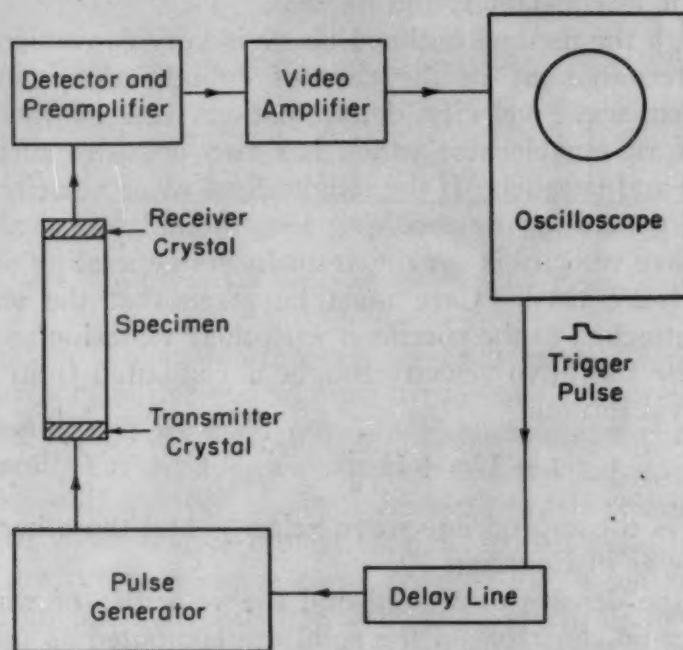 Detector and
Preamplifier
Video
Amplifier
Oscilloscope
Receiver
Crystal
Specimen
Trigger
Pulse
Transmitter
Crystal
Pulse
Generator
Delay Line